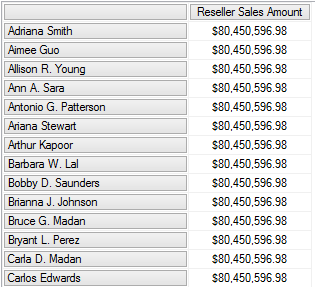 Reseller Sales Amount
Adriana Smith $80,450,596.98
Aimee Guo $80,450,596.98
Allison R. Young $80,450,596.98
Ann A. Sara $80,450,596.98
Antonio G. Patterson $80,450,596.98
Ariana Stewart $80,450,596.98
Arthur Kapoor $80,450,596.98
Barbara W. Lal $80,450,596.98
Bobby D. Saunders $80,450,596.98
Brianna J. Johnson $80,450,596.98
Bruce G. Madan $80,450,596.98
Bryant L. Perez $80,450,596.98
Carla D. Madan $80,450,596.98
Carlos Edwards $80,450,596.98